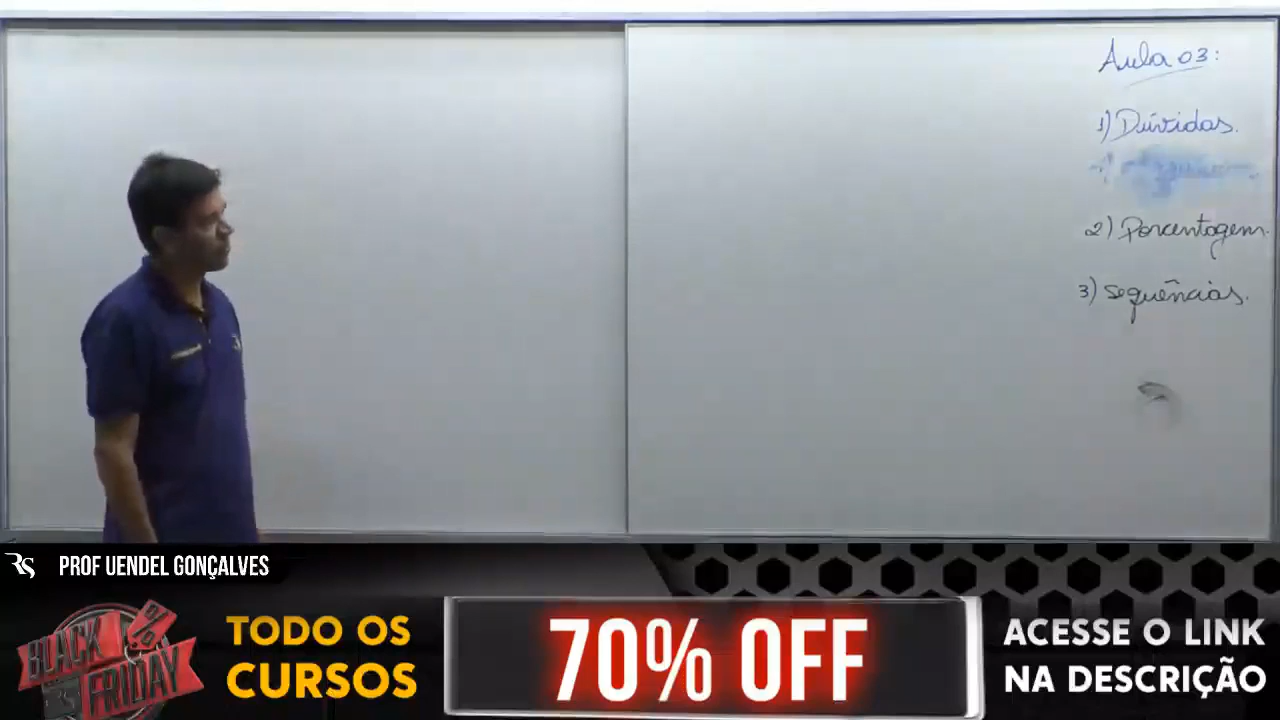 Aula 03:
1) Dúvidas.
2) Porcentagem.
3) Sequências.
RS PROF UENDEL GONÇALVES
BLACK
FRIDAY
TODO OS
CURSOS
70% OFF
ACESSE O LINK
NA DESCRIÇÃO